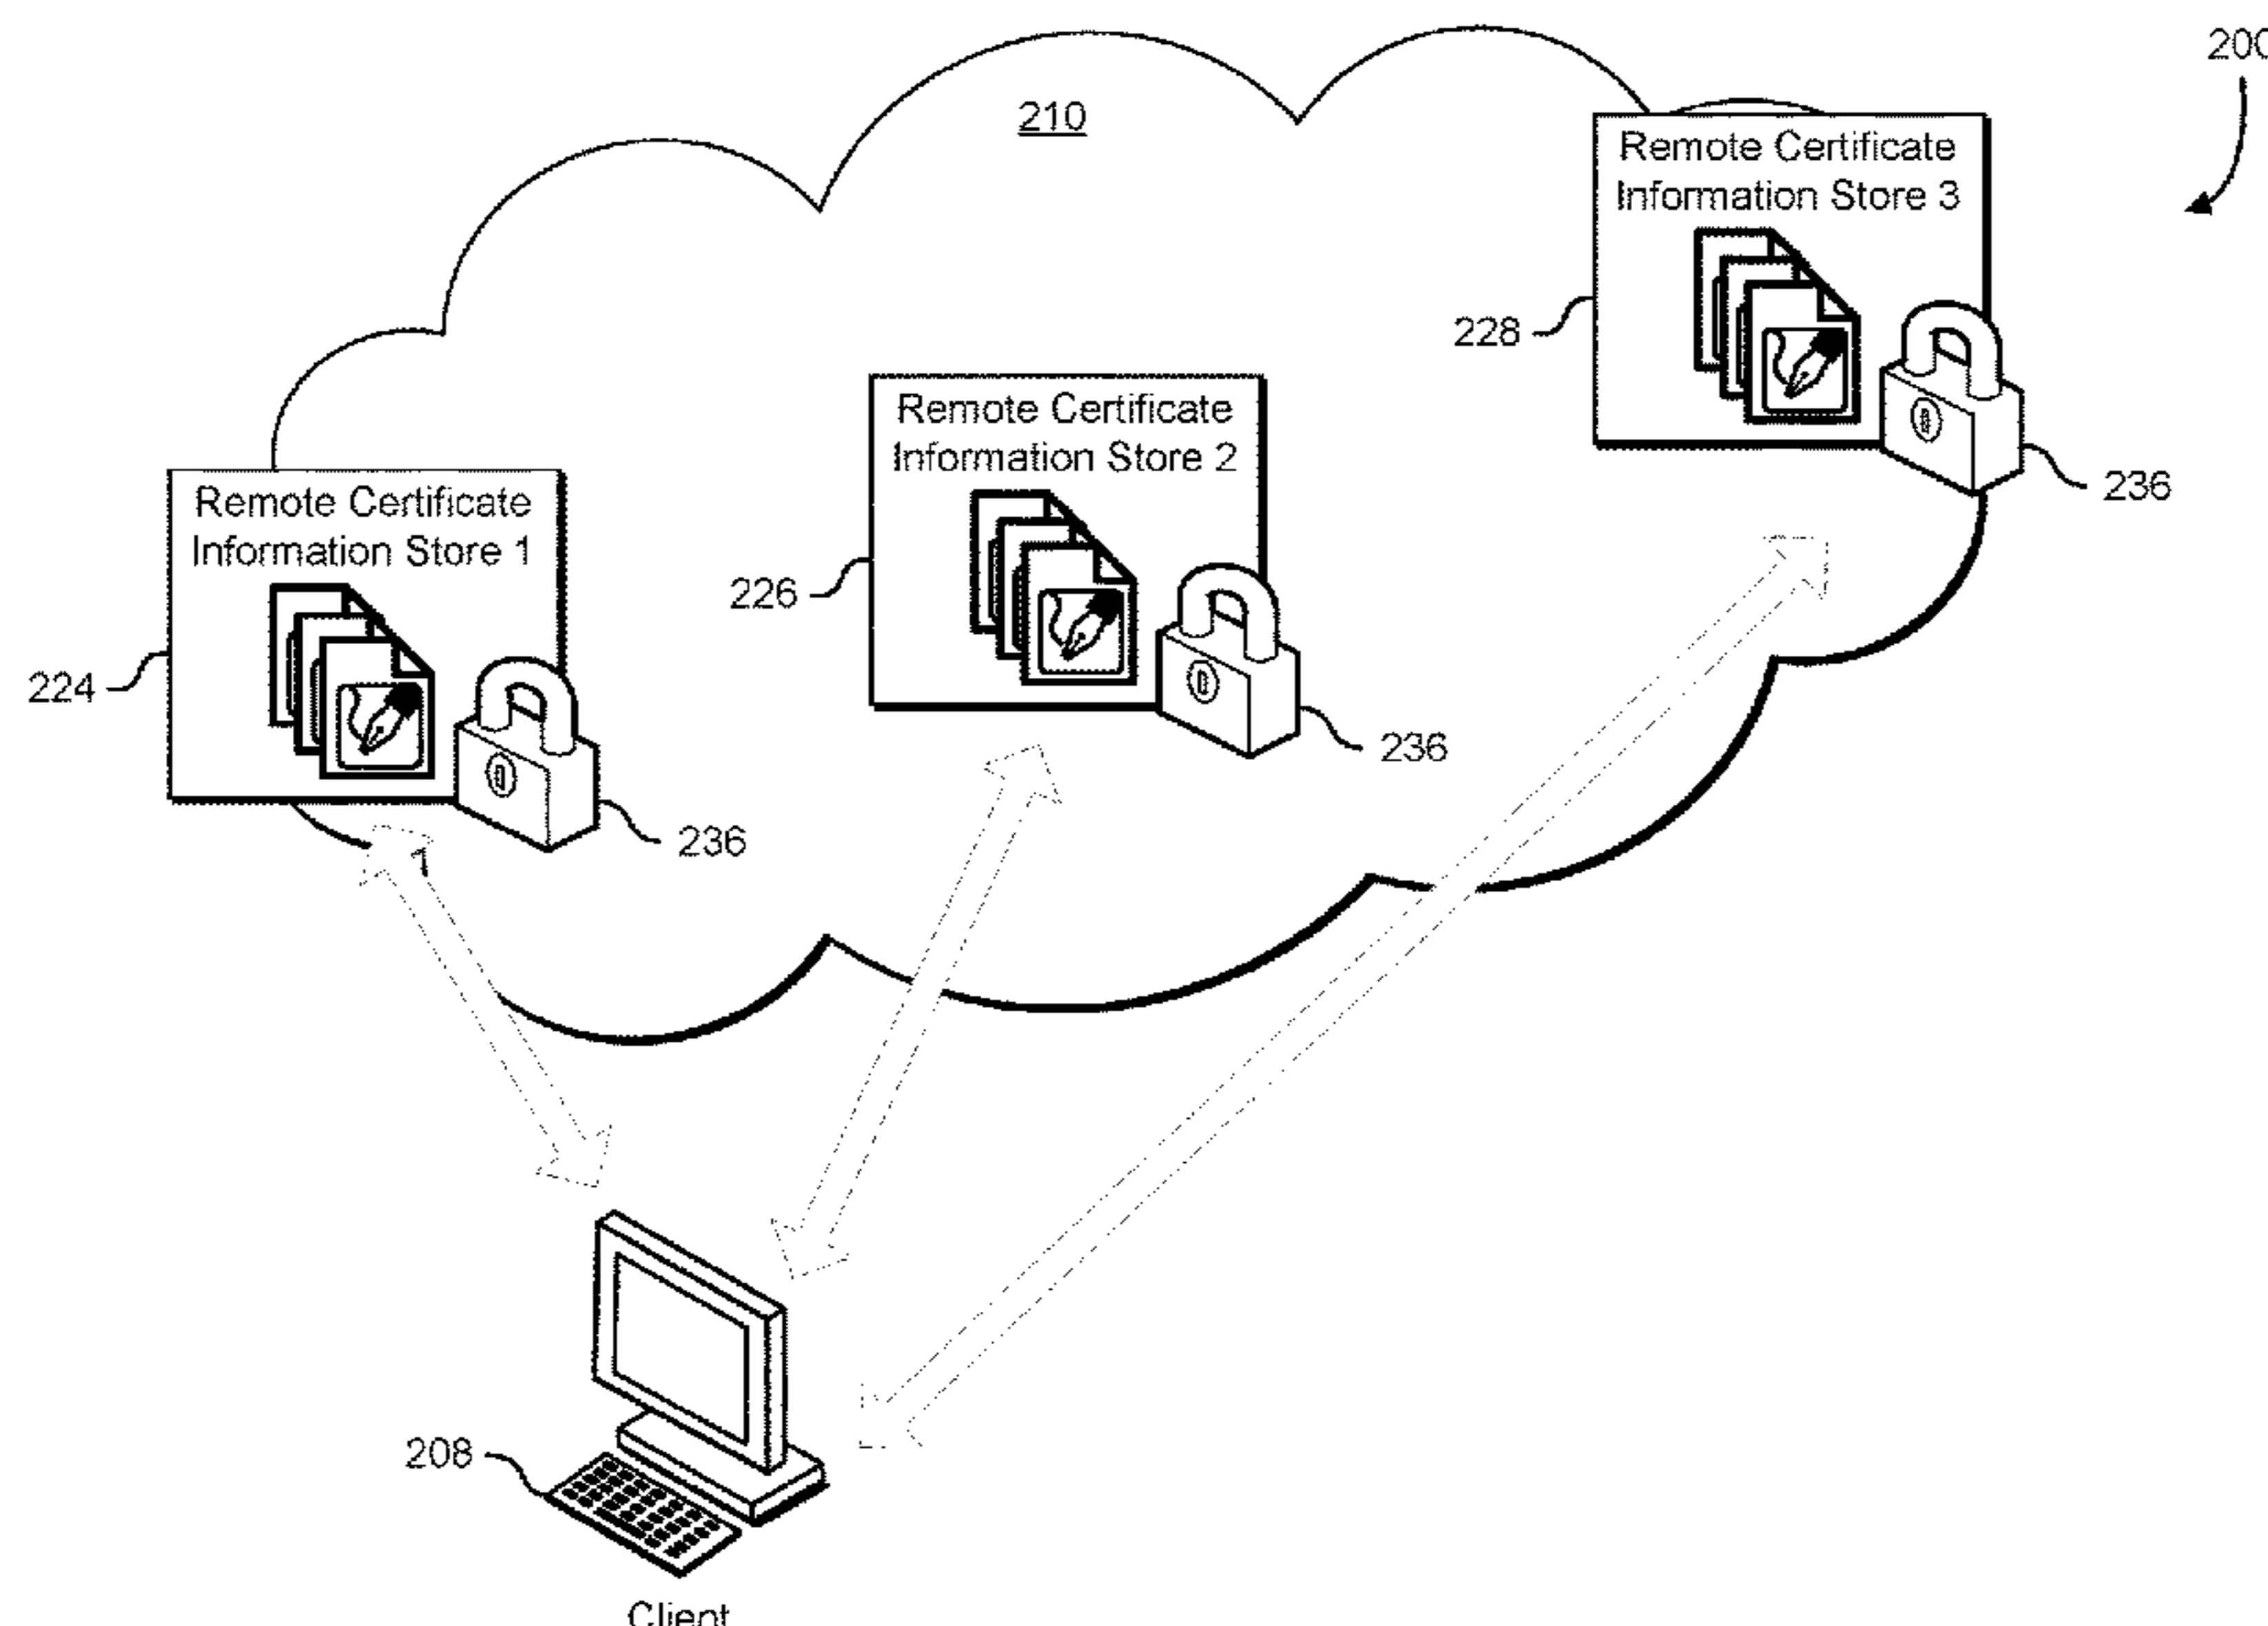 200
210
Remote Certificate
Information Store 3
228
236
Remote Certificate
Information Store 2
226
236
Remote Certificate
Information Store 1
224
236
208
Client